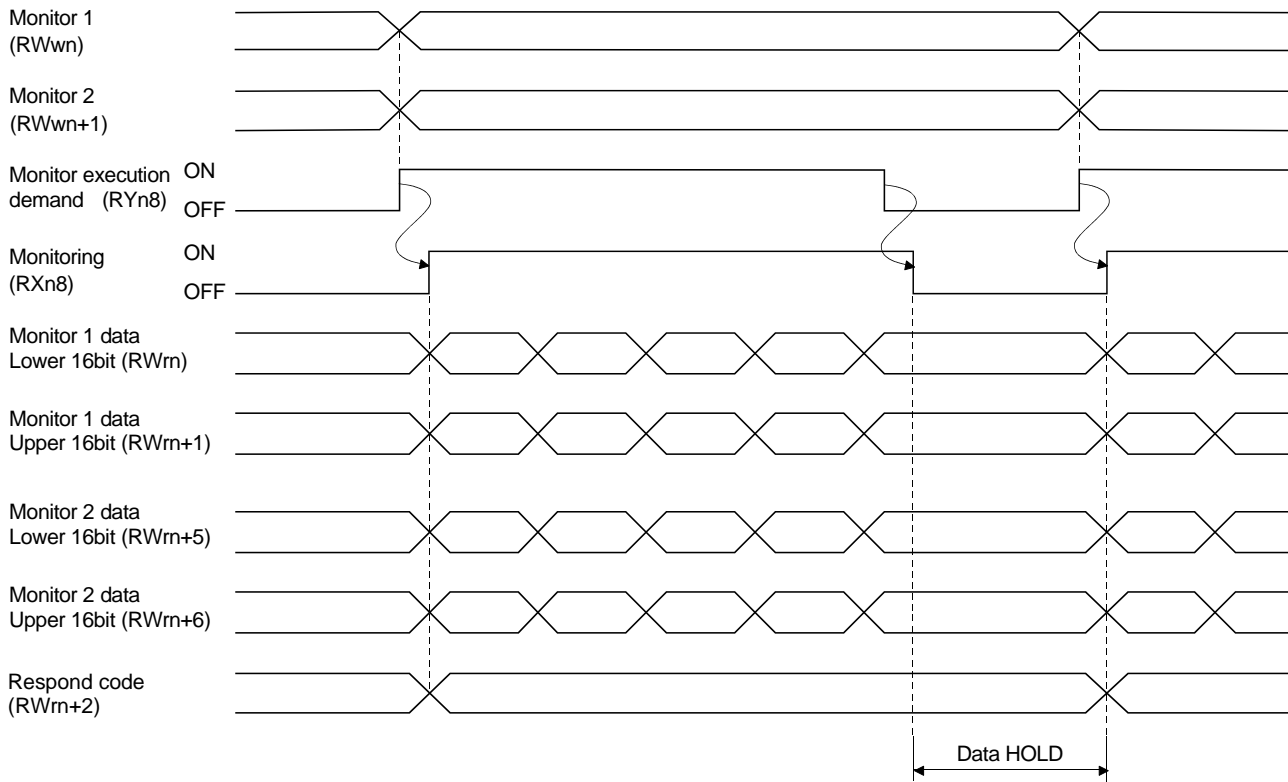 Monitor 1
(RWwn)
Monitor 2
(RWwn+1)
Monitor execution ON
demand (RYn8) OFF
Monitoring ON
(RXn8) OFF
Monitor 1 data
Lower 16bit (RWrn)
Monitor 1 data
Upper 16bit (RWrn+1)
Monitor 2 data
Lower 16bit (RWrn+5)
Monitor 2 data
Upper 16bit (RWrn+6)
Respond code
(RWrn+2)
Data HOLD